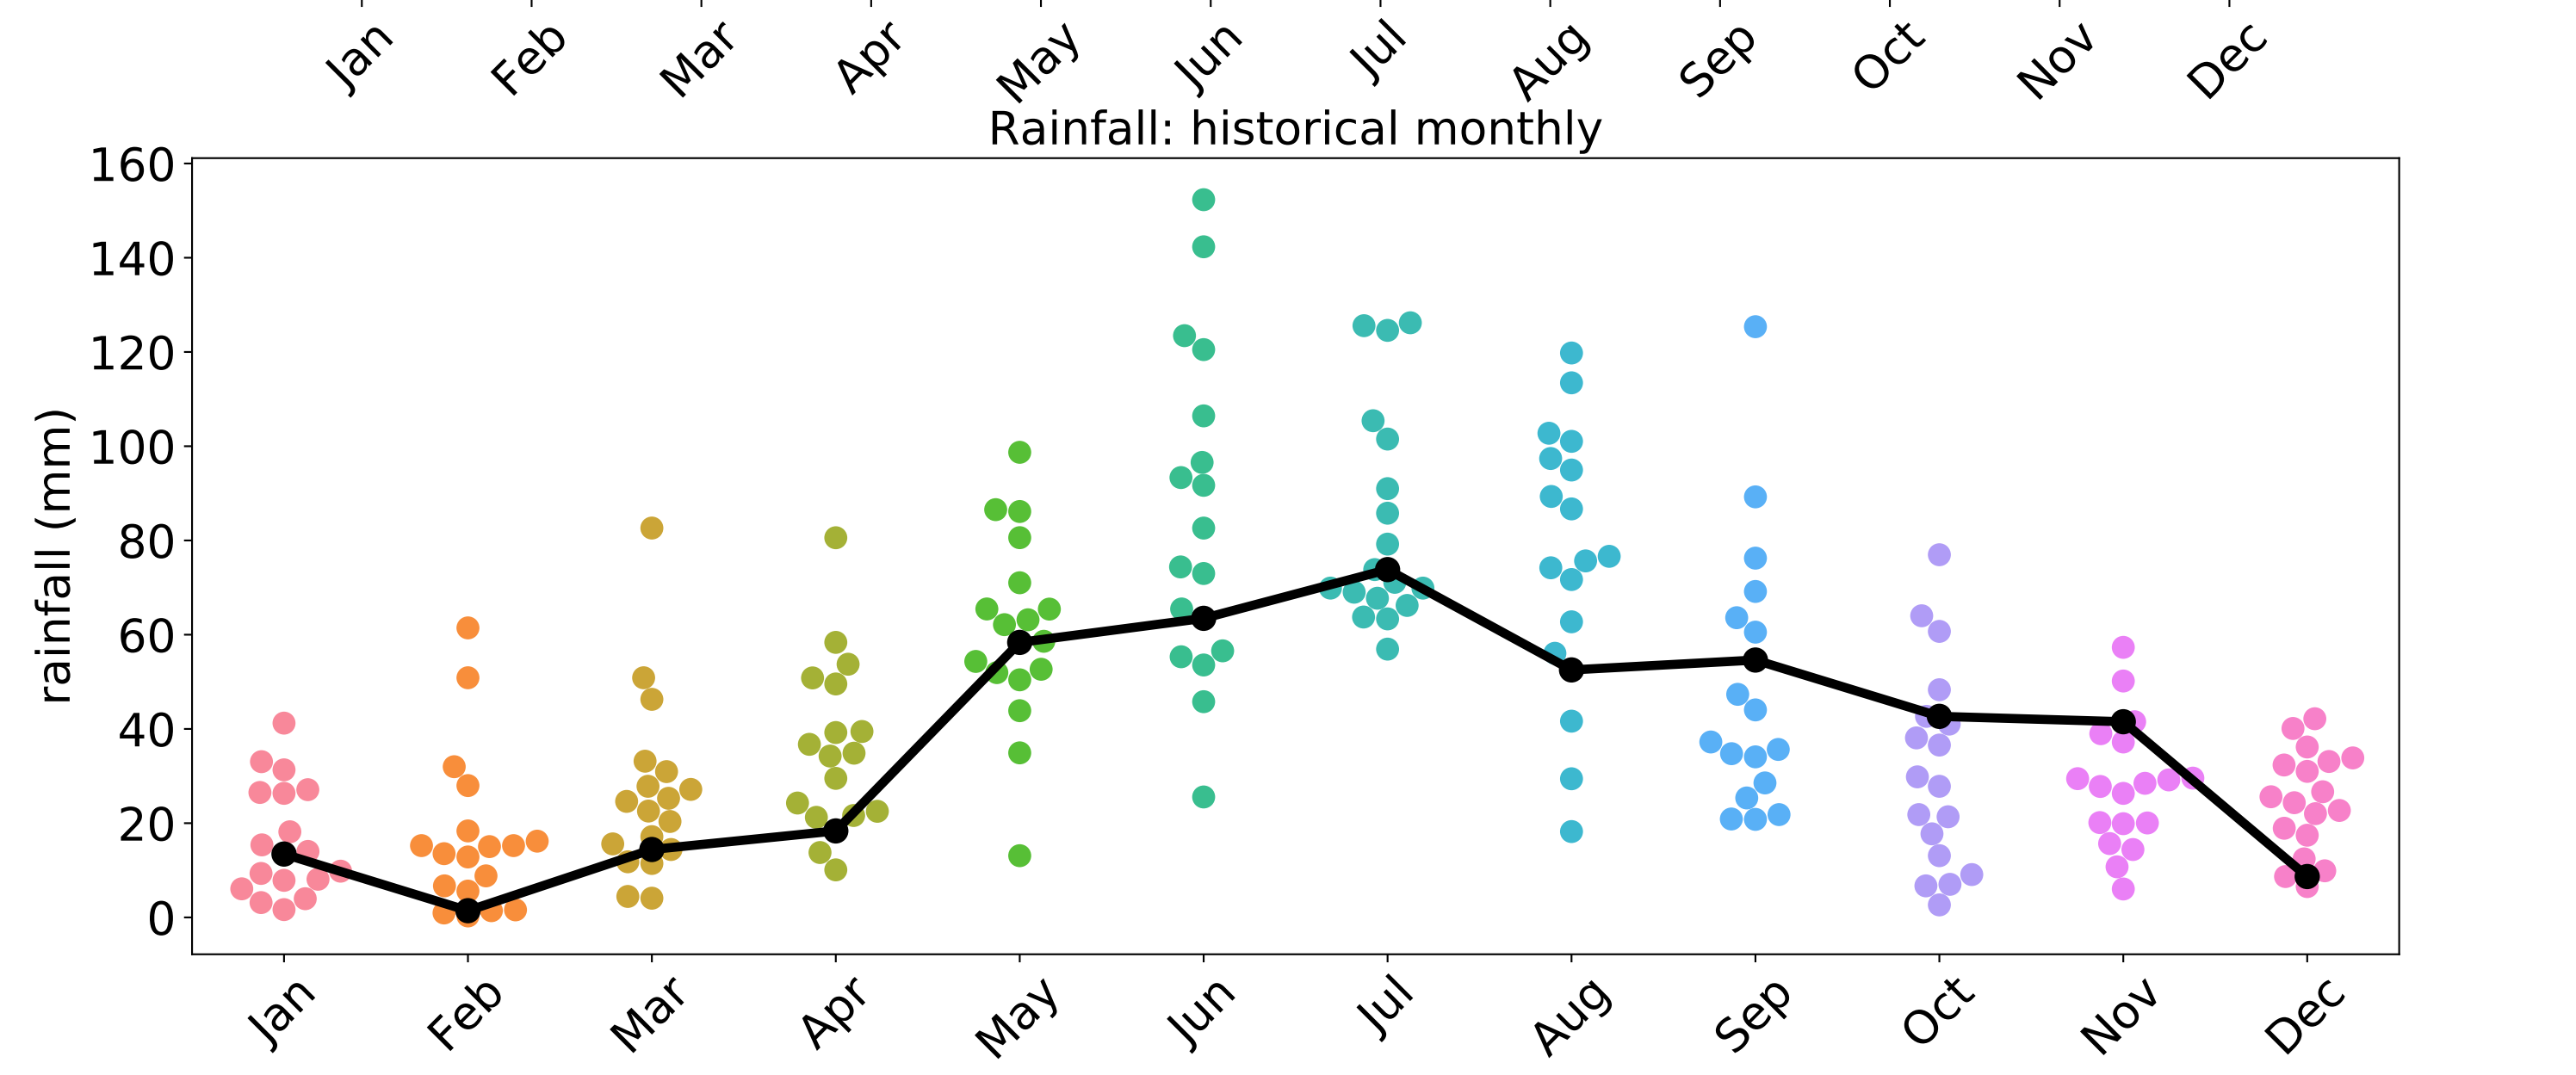 Jan Feb Mar Apr May Jun Jul Aug Sep Oct Nov Dec
Rainfall: historical monthly
160
140
120
100
80
60
40
20
0
rainfall (mm)
Jan Feb Mar Apr May Jun Jul Aug Sep Oct Nov Dec